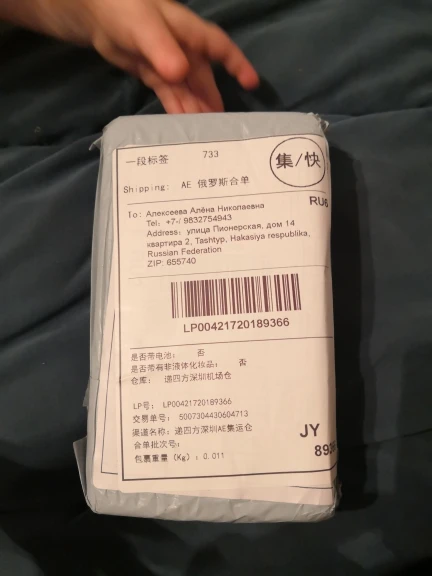 一段标签 733
集/快
Shipping: AE 俄罗斯合单
RU6
To: Алексеева Алёна Николаевна
Tel: +7-/ 9832754943
Address: улица Пионерская, дом 14
квартира 2, Tashtyp, Hakasiya respublika,
Russian Federation
ZIP: 655740
LP00421720189366
是否带电池: 否
是否带有非液体化妆品: 否
仓库: 递四方深圳机场仓
LP号: LP00421720189366
交易单号: 5007304430604713
渠道名称: 递四方深圳AE集运仓
合单批次号:
包裹重量 (Kg) :0.011
JY